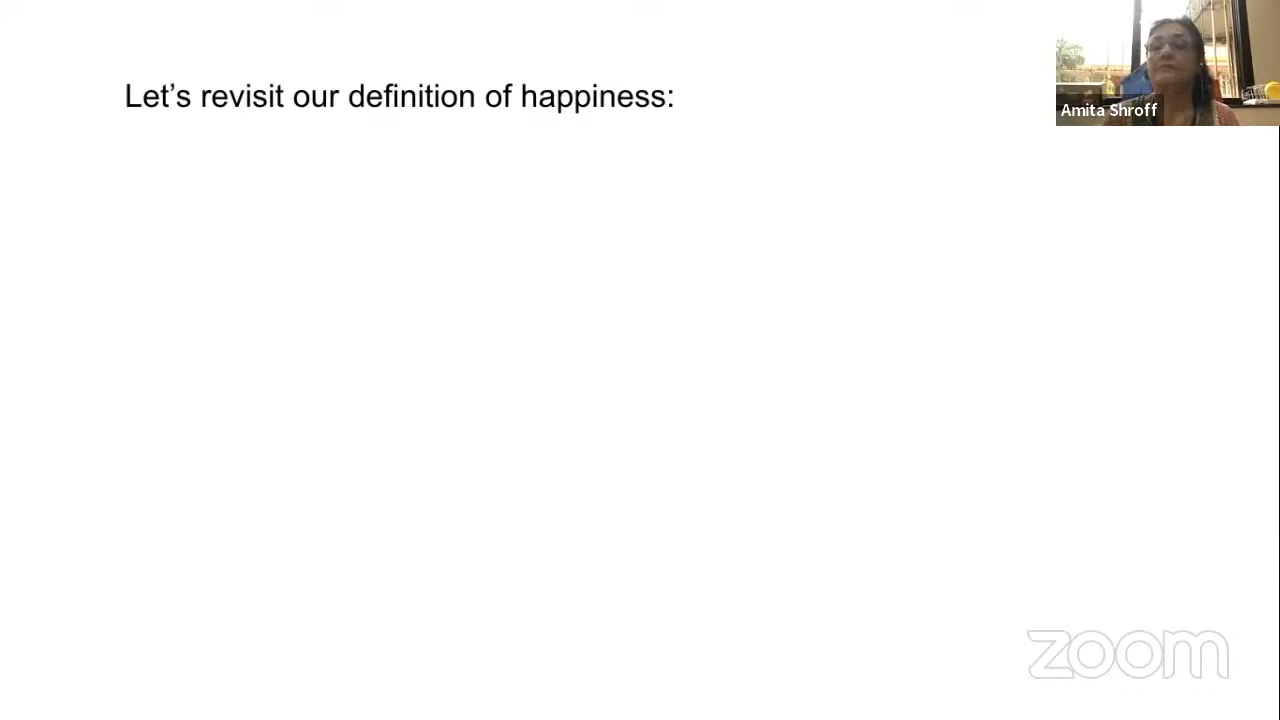 Let’s revisit our definition of happiness:
Amita Shroff
zoom